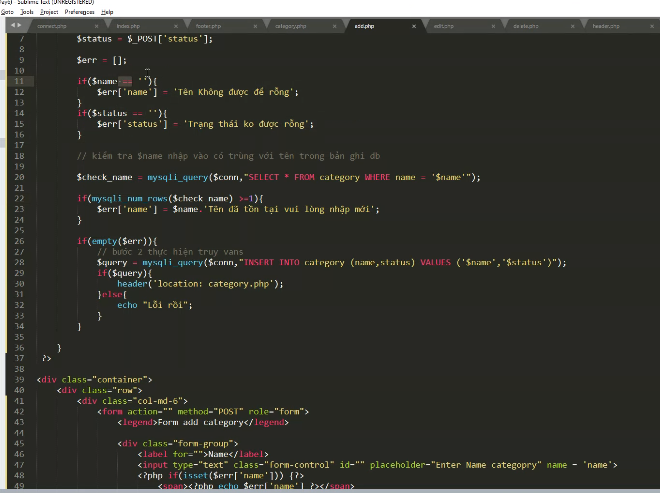 layo) - Sublime Text (UNREGISTERED)
Goto Tools Project Preferences Help
connect.php × index.php × footer.php × category.php × add.php × edit.php × delete.php × header.php
7 $status = $_POST['status'];
8
9 $err = [];
10
11 if($name == ''){
12 $err['name'] = 'Tên Không được để rỗng';
13 }
14 if($status == ''){
15 $err['status'] = 'Trạng thái ko được rỗng';
16 }
17
18 // kiểm tra $name nhập vào có trùng với tên trong bản ghi db
19
20 $check_name = mysqli_query($conn,"SELECT * FROM category WHERE name = '$name'");
21
22 if(mysqli_num_rows($check_name) >=1){
23 $err['name'] = $name.'Tên đã tồn tại vui lòng nhập mới';
24 }
25
26 if(empty($err)){
27 // bước 2 thực hiện truy vans
28 $query = mysqli_query($conn,"INSERT INTO category (name,status) VALUES ('$name','$status')");
29 if($query){
30 header('location: category.php');
31 }else{
32 echo "Lỗi rồi";
33 }
34 }
35
36 }
37 ?>
38
39 <div class="container">
40 <div class="row">
41 <div class="col-md-6">
42 <form action="" method="POST" role="form">
43 <legend>Form add category</legend>
44
45 <div class="form-group">
46 <label for="">Name</label>
47 <input type="text" class="form-control" id="" placeholder="Enter Name categopry" name = 'name'>
48 <?php if(isset($err['name'])) {?>
49 <span><?php echo $err['name'] ?></span>